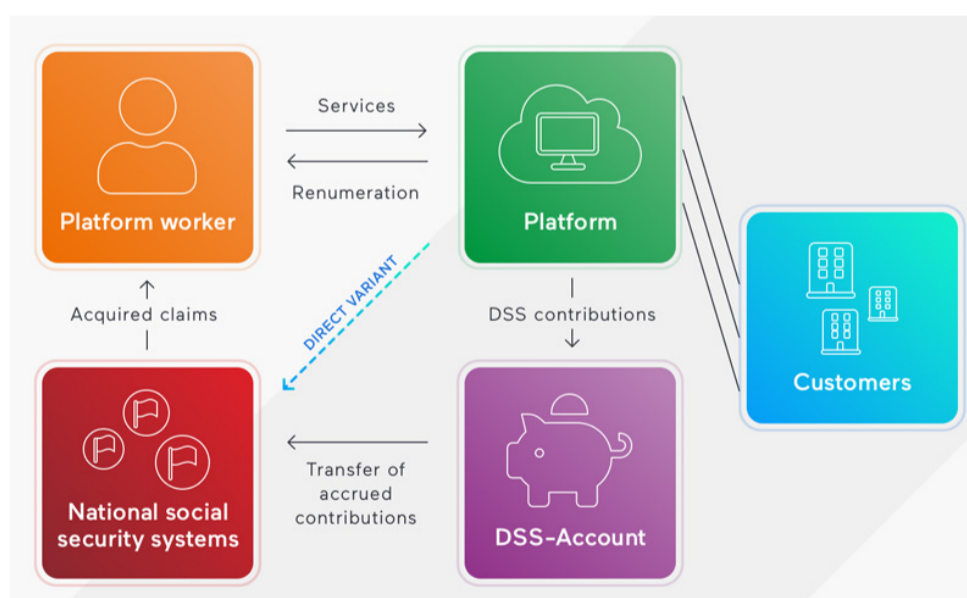 Services
Renumeration
Platform worker
Platform
DIRECT VARIANT
Acquired claims
DSS contributions
Customers
Transfer of
accrued
contributions
National social
security systems
DSS-Account